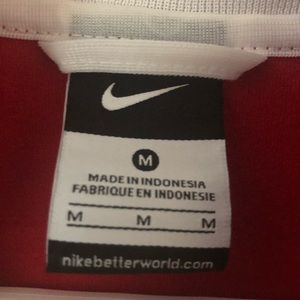 M
MADE IN INDONESIA
FABRIQUE EN INDONESIE
M M M
nikebetterworld.com